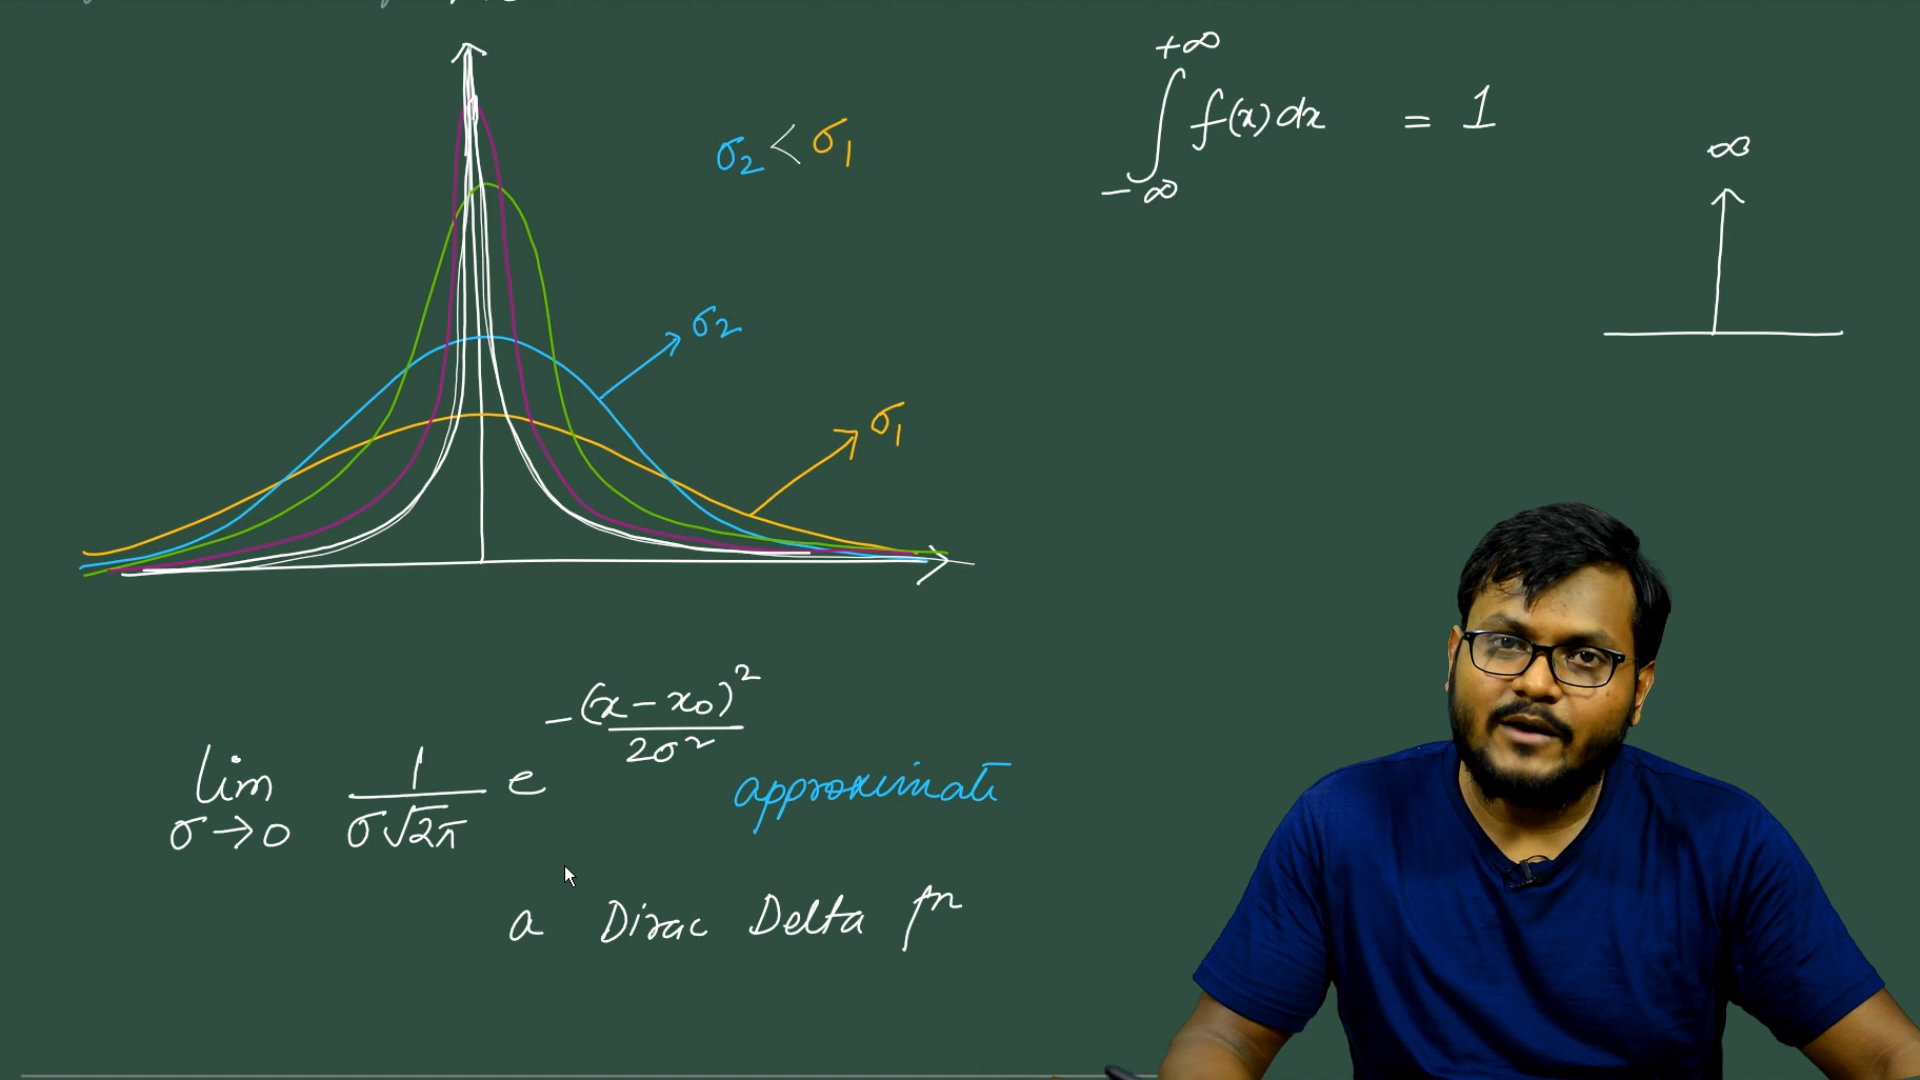 σ₂ < σ₁
σ₂
σ₁
+∞
∫ f(x) dx = 1
-∞
∞
lim σ→0 1/(σ√2π) e^(-(x-x₀)²/2σ²) approximate
a Dirac Delta fn